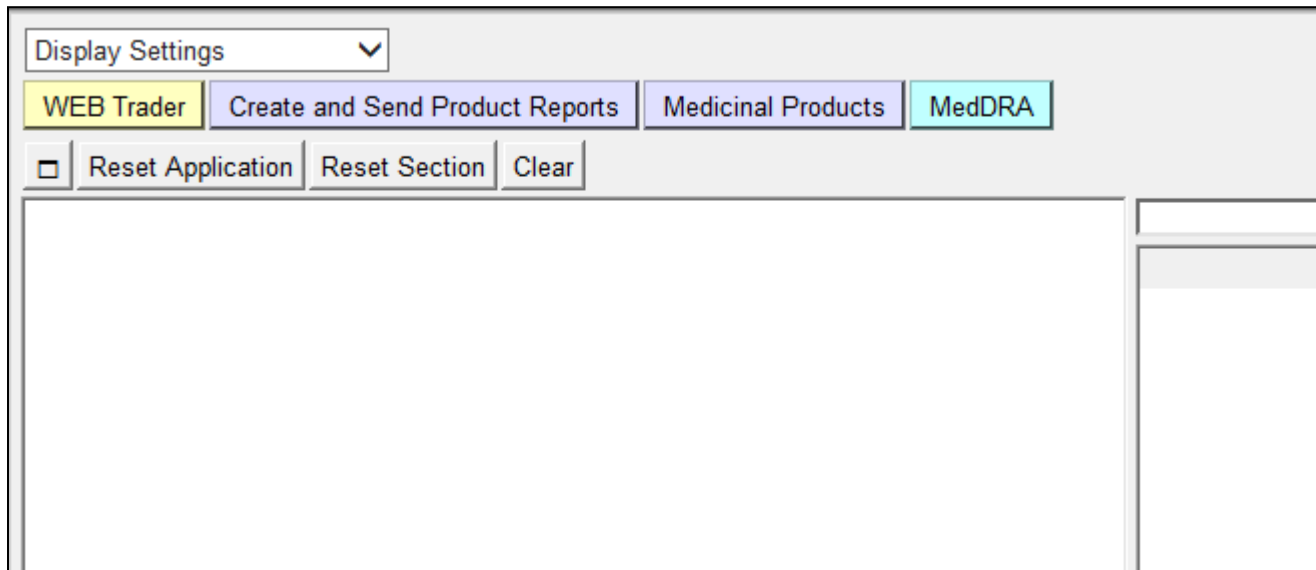 Display Settings
WEB Trader Create and Send Product Reports Medicinal Products MedDRA
Reset Application Reset Section Clear